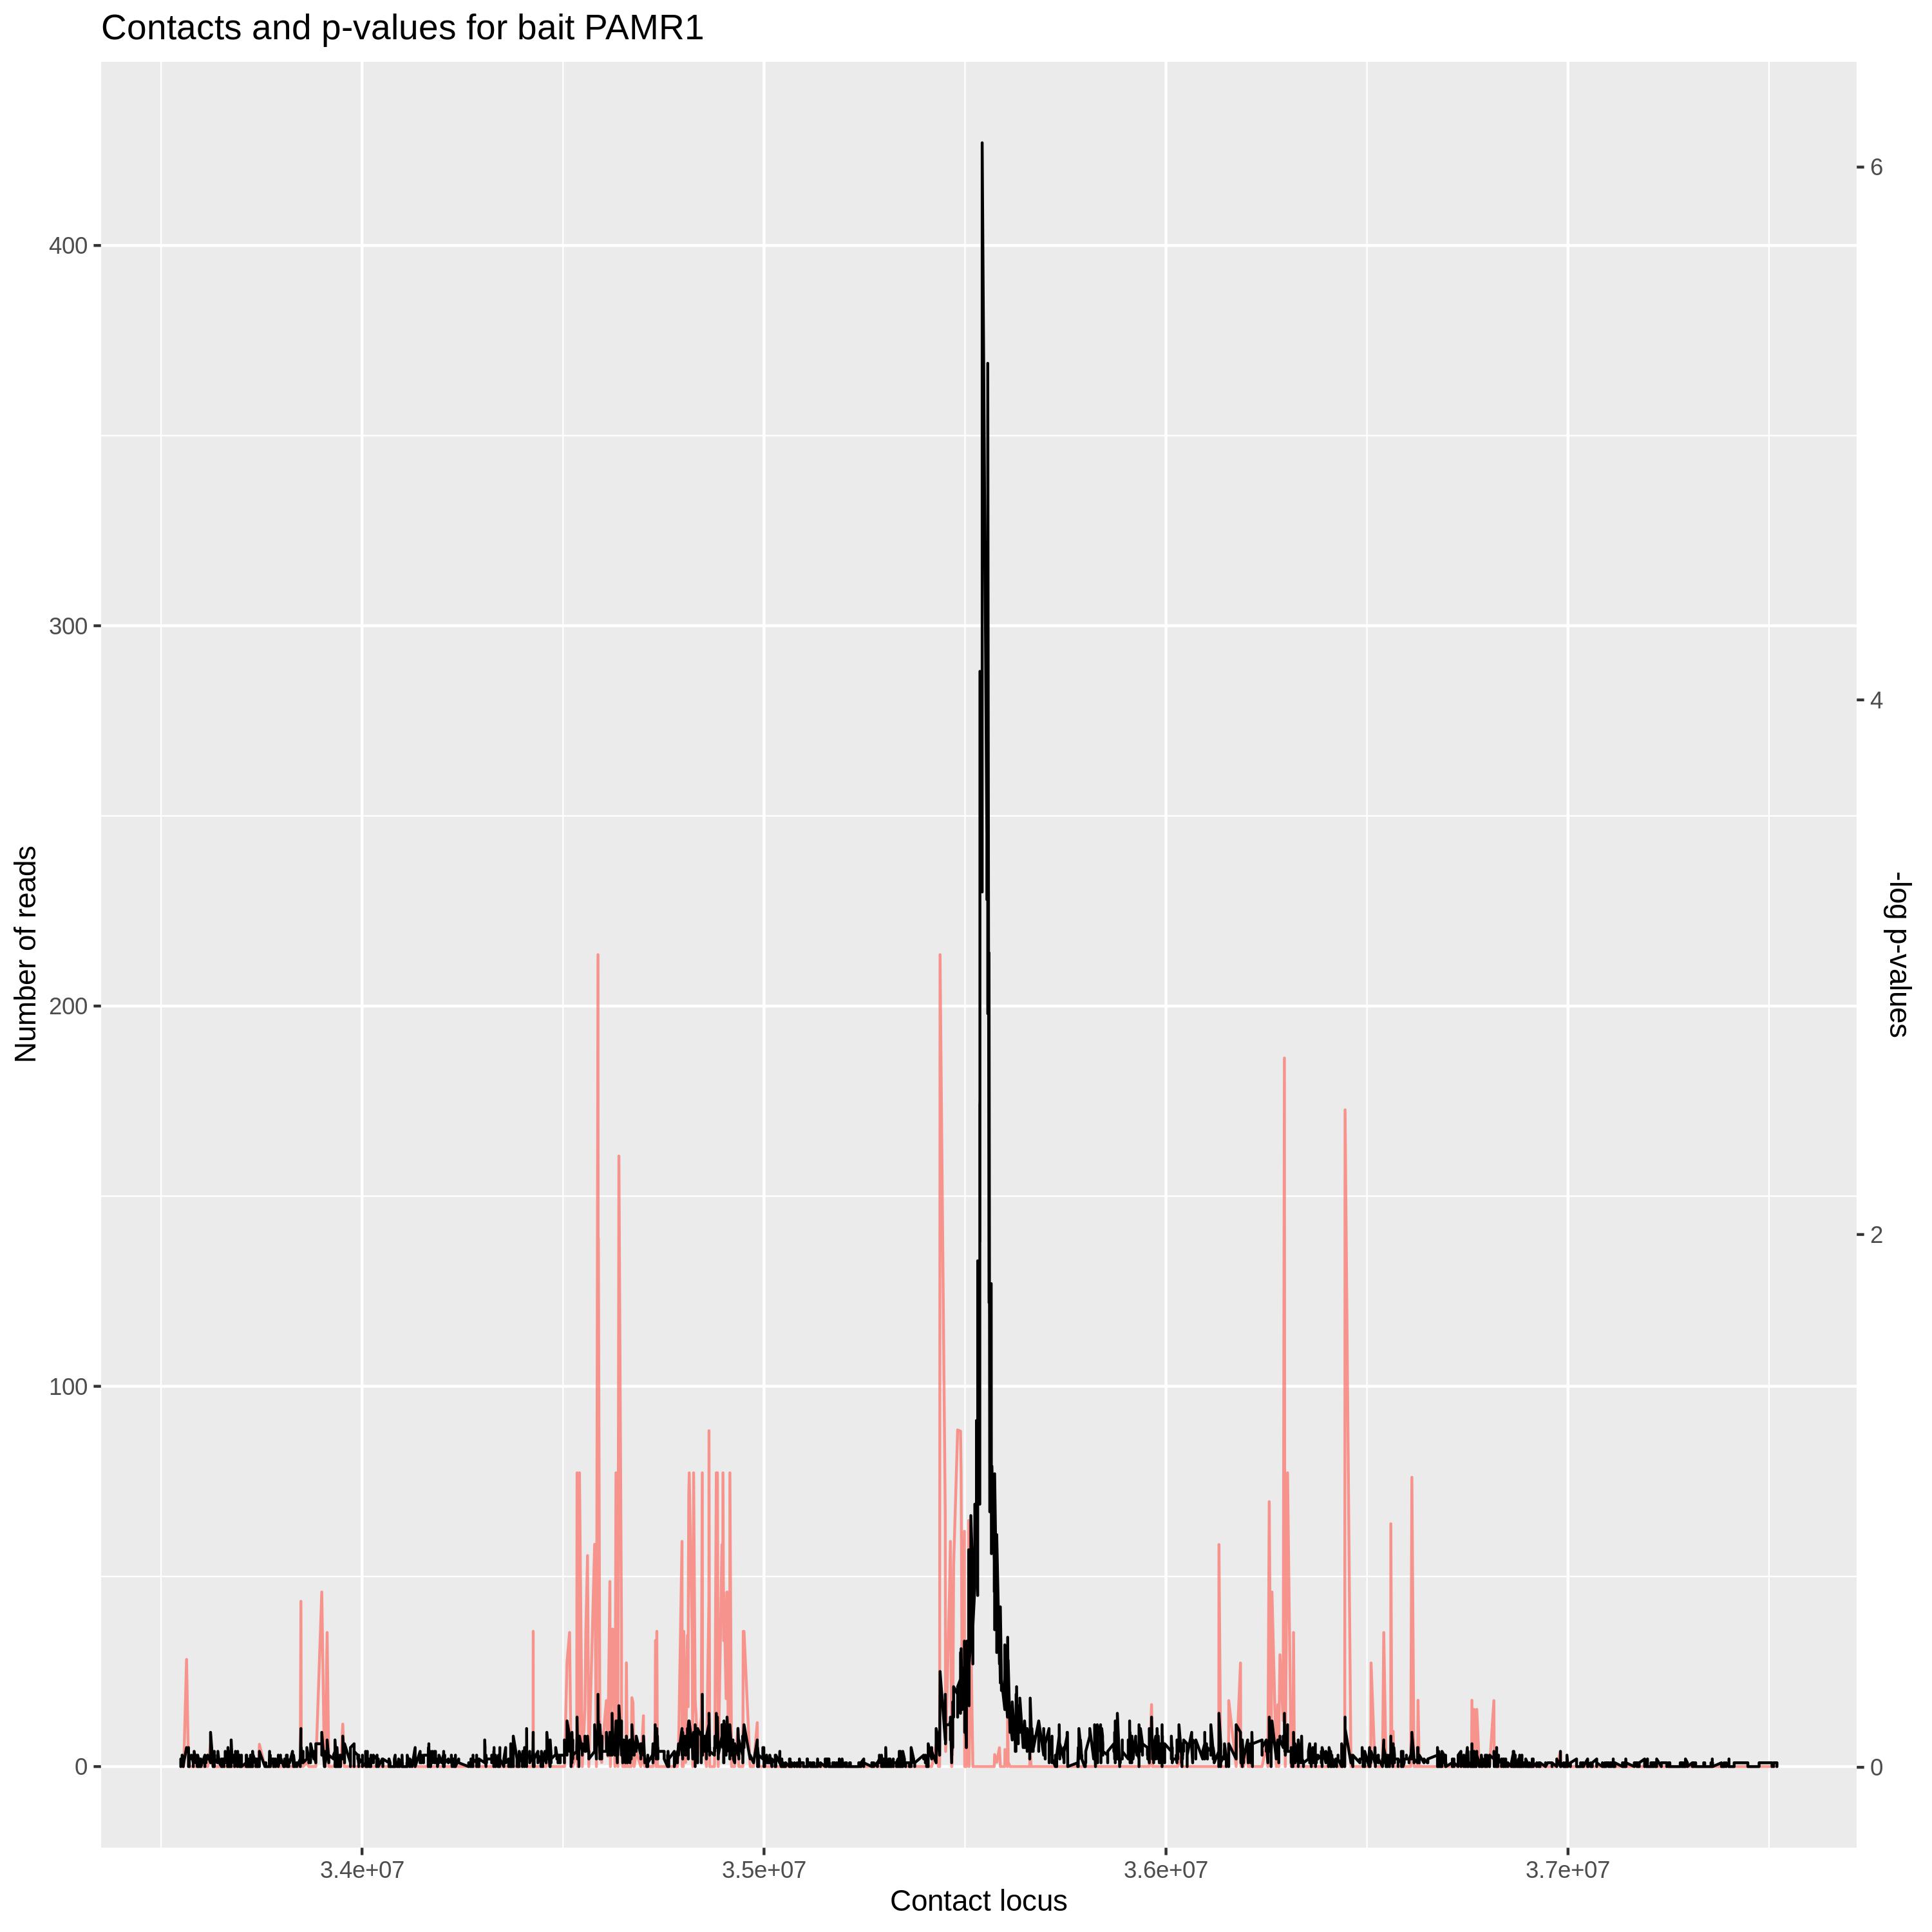 Contacts and p-values for bait PAMR1
Number of reads
400
300
200
100
0
6
4
2
0
-log p-values
3.4e+07
3.5e+07
3.6e+07
3.7e+07
Contact locus